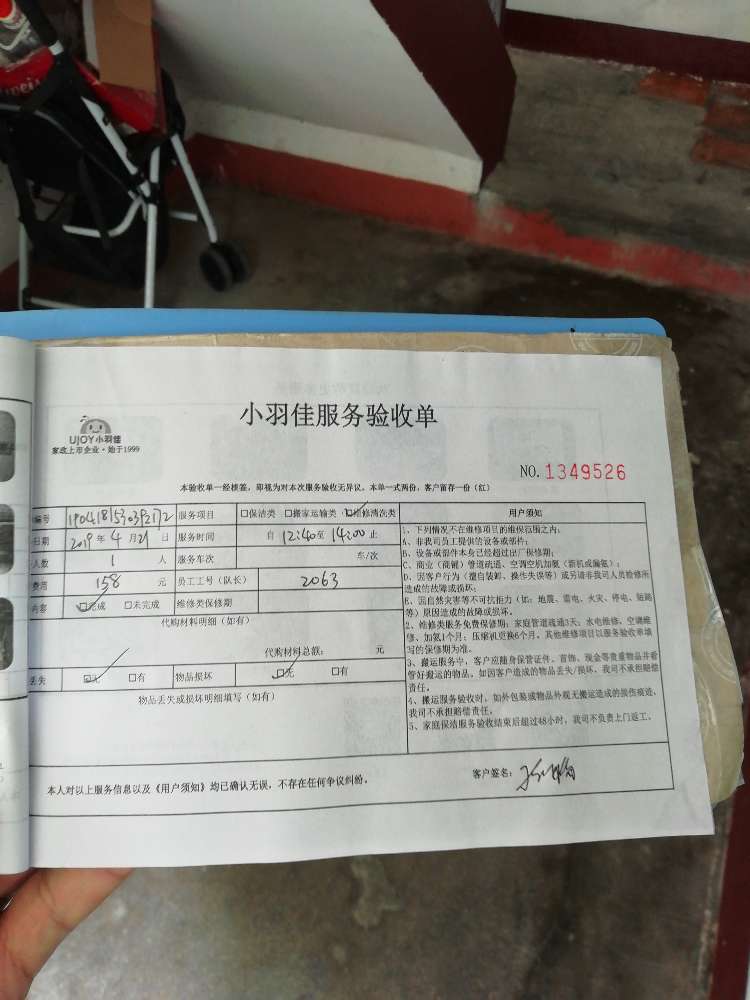 小羽佳服务验收单
UJOY小羽佳
家政上市企业·始于1999
NO. 1349526
本验收单一经核签，即视为对本次服务验收无异议。本单一式两份，客户留存一份（红）
编号 服务项目 □保洁类 □搬家运输类 □维修清洗类
日期 2019 年 4 月 21 日 服务时间 自 12:40 至 14:00 止
人数 1 人 服务车次 车/次
费用 158 元 员工工号（队长） 2063
内容 □完成 □未完成 维修类保修期
代购材料明细（如有）
代购材料总额： 元
丢失 □无 □有 物品损坏 □无 □有
物品丢失或损坏明细填写（如有）
用户须知
1、下列情况不在维修项目的维保范围之内：
A、非我司员工提供的设备或部件；
B、设备或部件本身已经超过出厂保修期；
C、商业（商铺）管道疏通、空调空机加氨（新机或漏氨）；
D、因客户行为（擅自装卸、操作失误等）或另请非我司人员检修所
造成的故障或损坏；
E、因自然灾害等不可抗拒力（如：地震、雷电、火灾、停电、短路
等）原因造成的故障或损坏。
2、维修类服务免费保修期：家庭管道疏通3天；水电维修、空调维
修、加氨1个月；压缩机更换6个月。其他维修项目以服务验收单填
写的保修期为准。
3、搬运服务中，客户应随身保管证件、首饰、现金等贵重物品并看
管好搬运的物品。如因客户造成的物品丢失/损坏，我司不承担赔偿
责任。
4、搬运服务验收时，如外包装或物品外观无搬运造成的损伤痕迹，
我司不承担赔偿责任。
5、家庭保洁服务验收结束后超过48小时，我司不负责上门返工。
本人对以上服务信息以及《用户须知》均已确认无误，不存在任何争议纠纷。
客户签名：